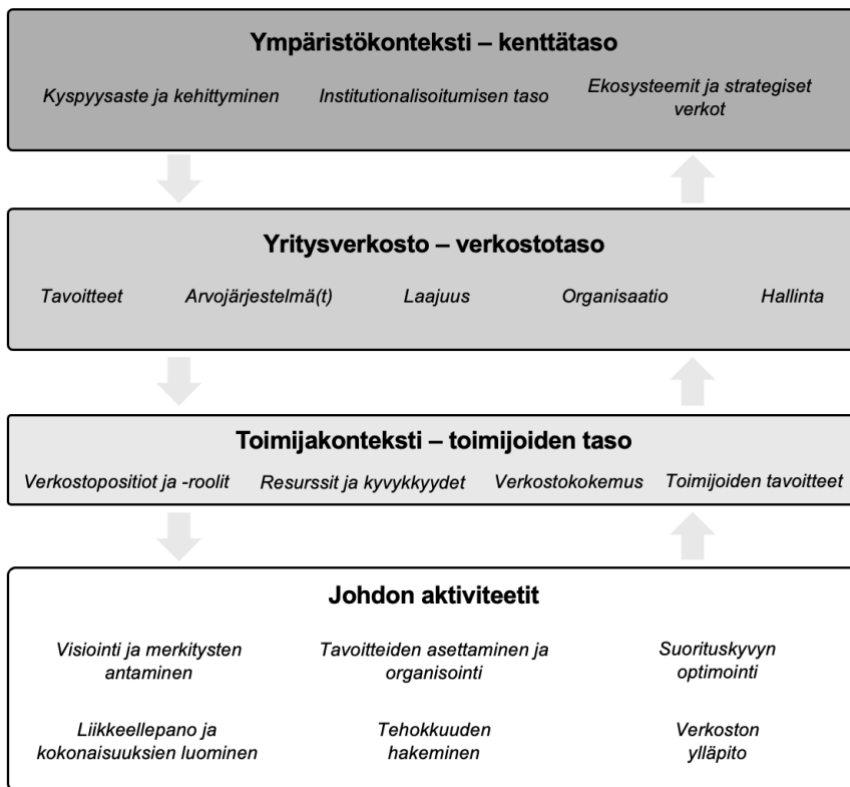 Ympäristökonteksti – kenttätaso
Kyspyysaste ja kehittyminen
Institutionalisoitumisen taso
Ekosysteemit ja strategiset
verkot
Yritysverkosto – verkostotaso
Tavoitteet
Arvojärjestelmä(t)
Laajuus
Organisaatio
Hallinta
Toimijakonteksti – toimijoiden taso
Verkostopositiot ja -roolit
Resurssit ja kyvykkyydet
Verkostokokemus
Toimijoiden tavoitteet
Johdon aktiviteetit
Visiointi ja merkitysten
antaminen
Tavoitteiden asettaminen ja
organisointi
Suorituskyvyn
optimointi
Liikkeellepano ja
kokonaisuuksien luominen
Tehokkuuden
hakeminen
Verkoston
ylläpito